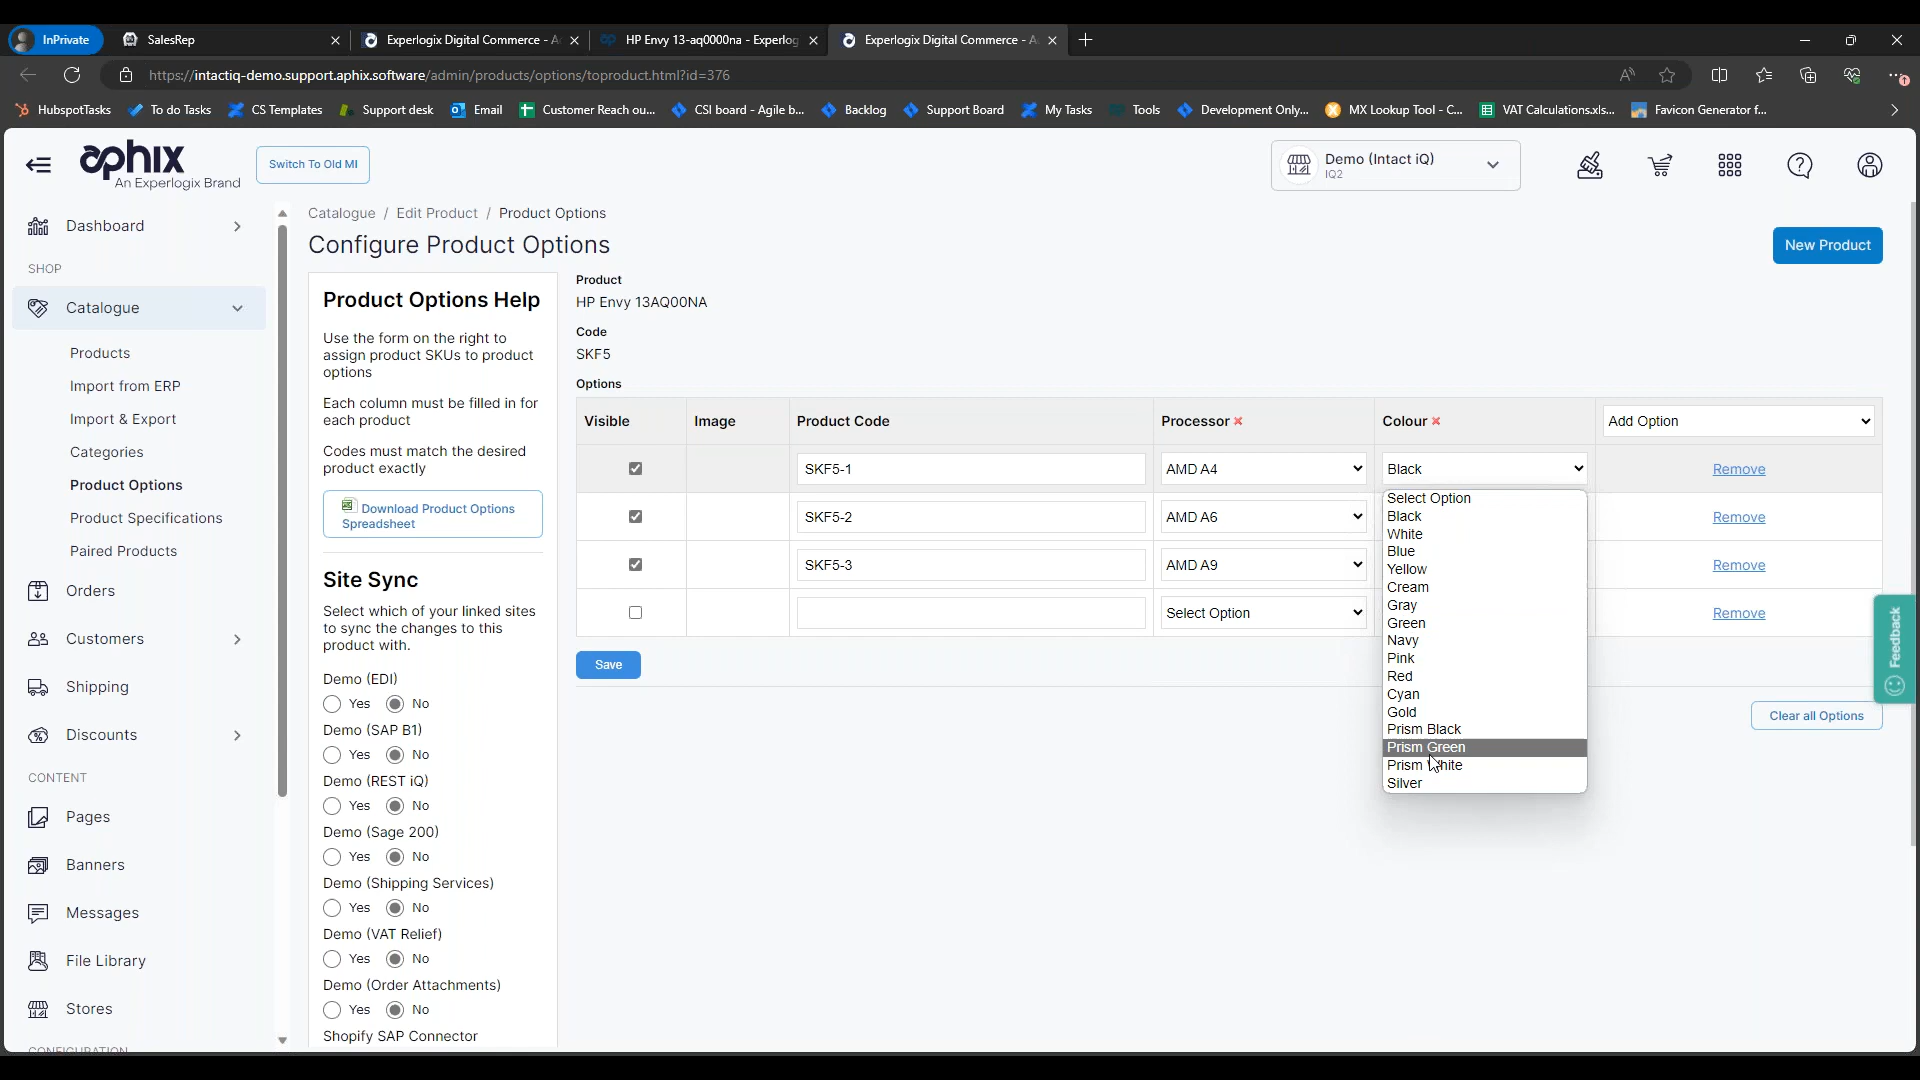 InPrivate
SalesRep
Experlogix Digital Commerce - A
HP Envy 13-aq0000na - Experlog
Experlogix Digital Commerce - A
https://intactiq-demo.support.aphix.software/admin/products/options/toproduct.html?id=376
HubspotTasks
To do Tasks
CS Templates
Support desk
Email
Customer Reach ou...
CSI board - Agile b...
Backlog
Support Board
My Tasks
Tools
Development Only...
MX Lookup Tool - C...
VAT Calculations.xls...
Favicon Generator f...
aphix
An Experlogix Brand
Switch To Old MI
Demo (Intact iQ)
IQ2
Dashboard
SHOP
Catalogue
Products
Import from ERP
Import & Export
Categories
Product Options
Product Specifications
Paired Products
Orders
Customers
Shipping
Discounts
CONTENT
Pages
Banners
Messages
File Library
Stores
CONFIGURATION
Catalogue / Edit Product / Product Options
Configure Product Options
New Product
Product Options Help
Use the form on the right to
assign product SKUs to product
options
Each column must be filled in for
each product
Codes must match the desired
product exactly
Download Product Options
Spreadsheet
Site Sync
Select which of your linked sites
to sync the changes to this
product with.
Demo (EDI)
Yes No
Demo (SAP B1)
Yes No
Demo (REST iQ)
Yes No
Demo (Sage 200)
Yes No
Demo (Shipping Services)
Yes No
Demo (VAT Relief)
Yes No
Demo (Order Attachments)
Yes No
Shopify SAP Connector
Product
HP Envy 13AQ00NA
Code
SKF5
Options
Visible Image Product Code Processor Colour Add Option
SKF5-1 AMD A4 Black Remove
SKF5-2 AMD A6 Remove
SKF5-3 AMD A9 Remove
Select Option Remove
Select Option
Black
White
Blue
Yellow
Cream
Gray
Green
Navy
Pink
Red
Cyan
Gold
Prism Black
Prism Green
Prism White
Silver
Save
Clear all Options
Feedback